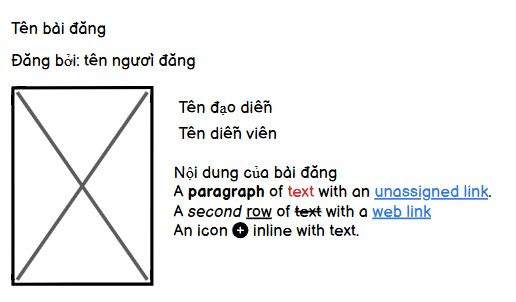 Tên bài đăng
Đăng bởi: tên ngươì đăng
Tên đạo diễn
Tên diễn viên
Nội dung của bài đăng
A paragraph of text with an unassigned link.
A second row of text with a web link
An icon inline with text.